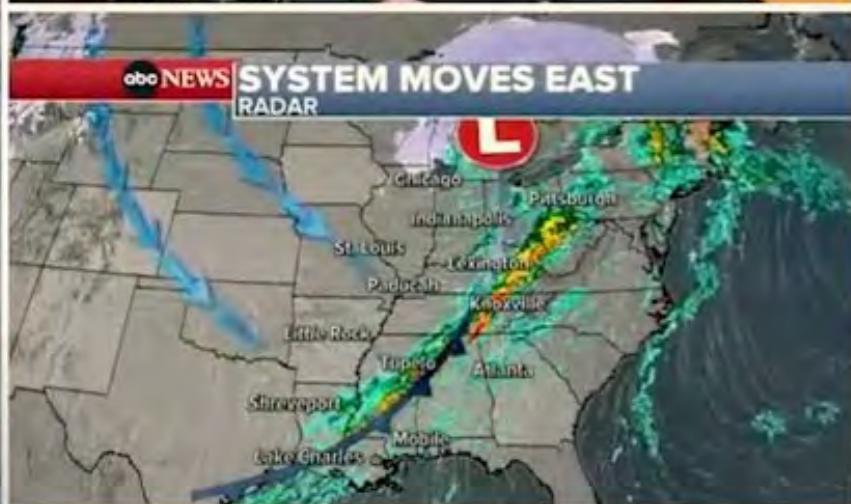 abc NEWS
SYSTEM MOVES EAST
RADAR
L
Chicago
Pittsburgh
Indianapolis
St. Louis
Lexington
Paducah
Knoxville
Little Rock
Tupelo
Atlanta
Shreveport
Mobile
Lake Charles